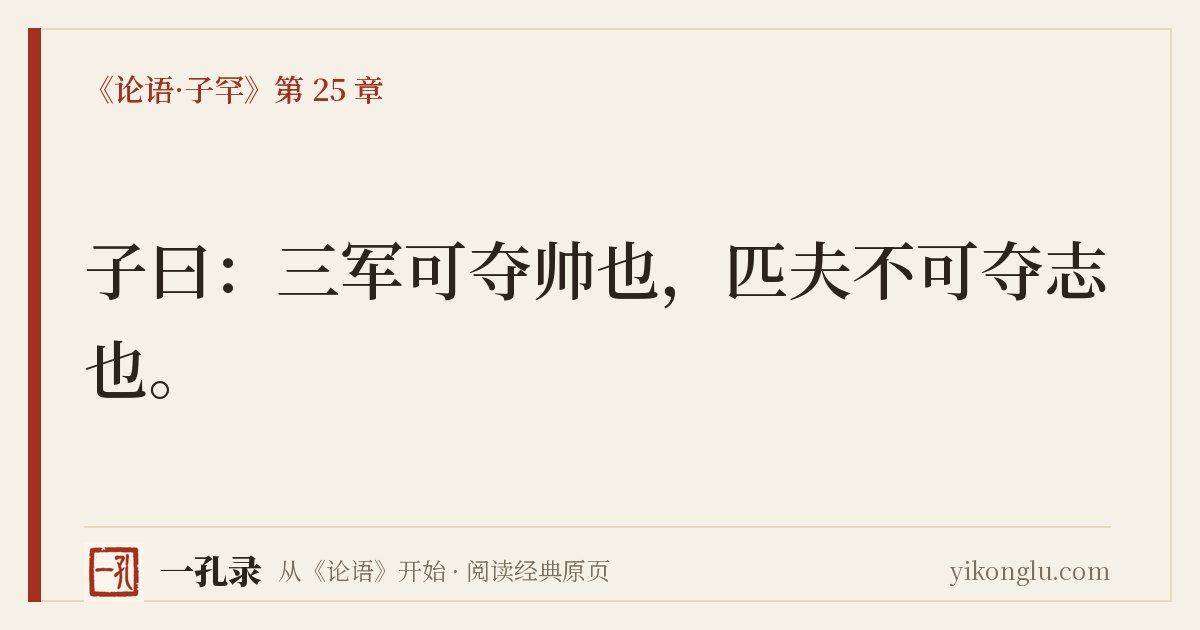 《论语·子罕》第 25 章
子曰：三军可夺帅也，匹夫不可夺志
也。
一孔
一孔录 从《论语》开始 · 阅读经典原页 yikonglu.com